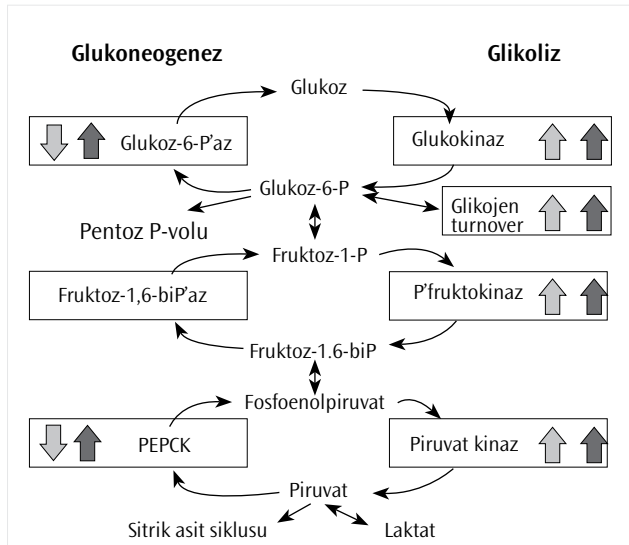 Glukoneogenez
Glikoliz
Glukoz
Glukoz-6-P'az
Glukokinaz
Glukoz-6-P
Glikojen
turnover
Pentoz P-volu
Fruktoz-1-P
Fruktoz-1,6-biP'az
P'fruktokinaz
Fruktoz-1.6-biP
Fosfoenolpiruvat
PEPCK
Piruvat kinaz
Piruvat
Sitrik asit siklusu
Laktat